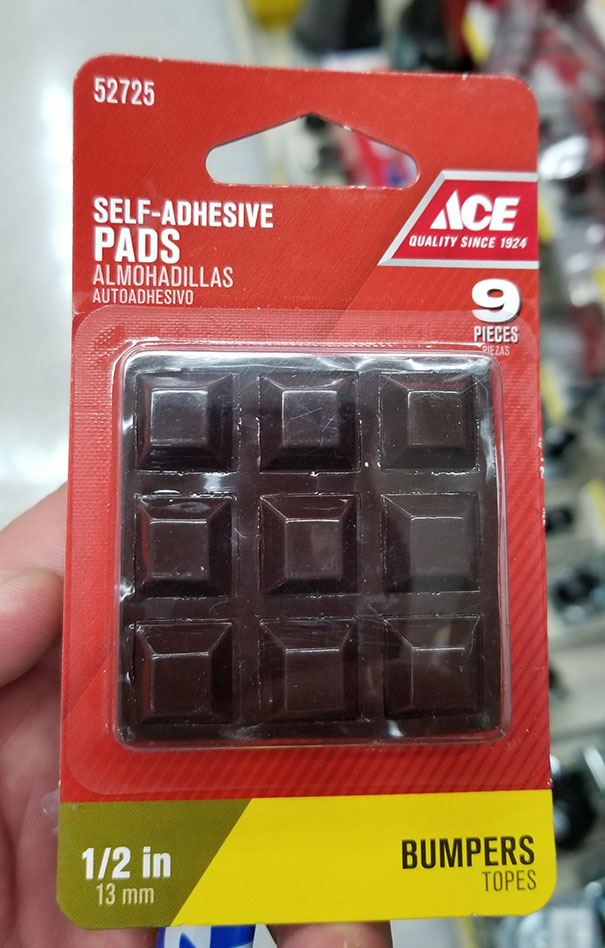 52725
ACE
QUALITY SINCE 1924
SELF-ADHESIVE
PADS
ALMOHADILLAS
AUTOADHESIVO
9
PIECES
PIEZAS
1/2 in
13 mm
BUMPERS
TOPES